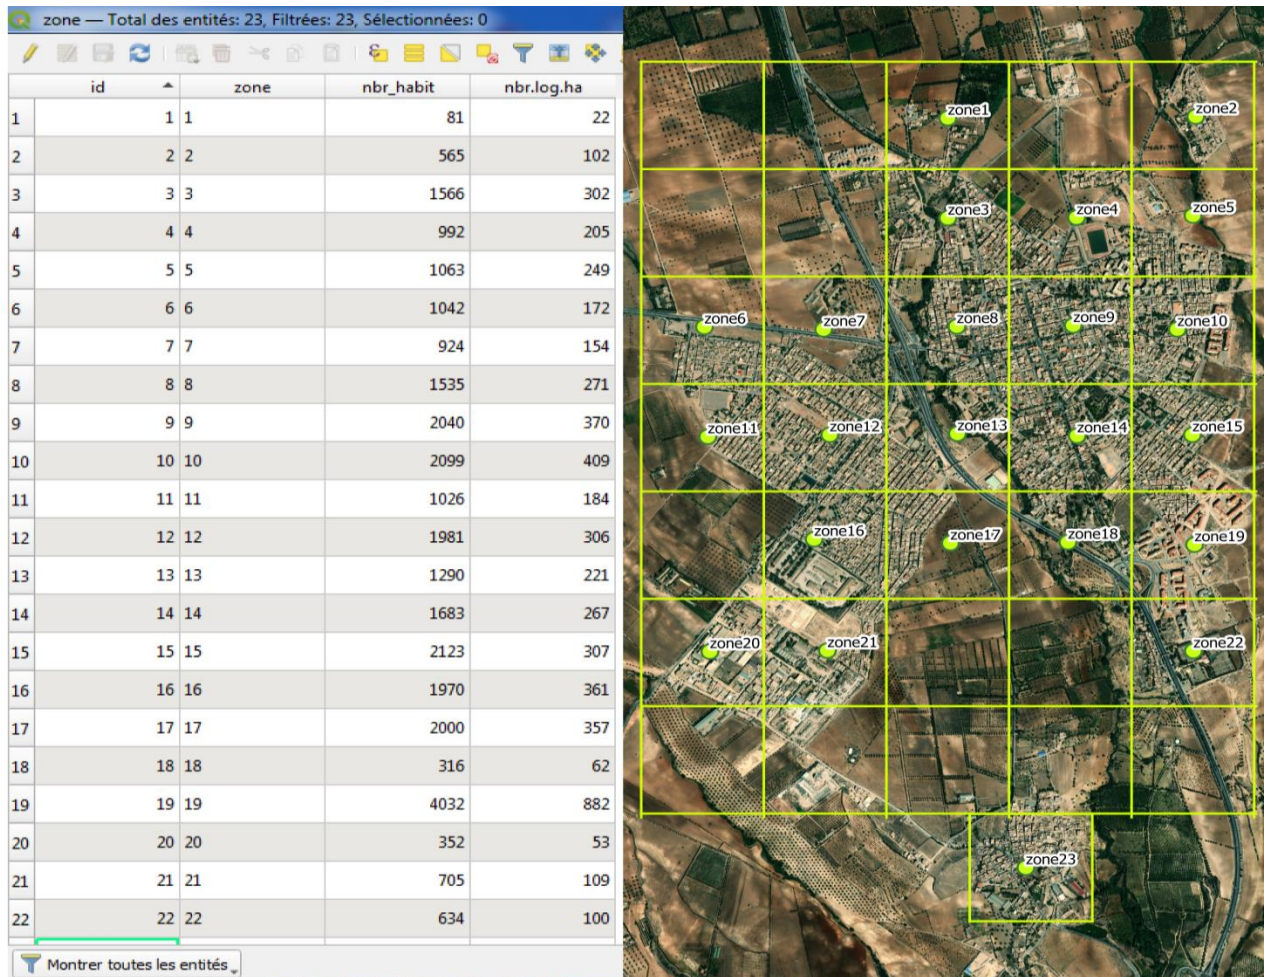 zone — Total des entités: 23, Filtrées: 23, Sélectionnées: 0
id zone nbr_habit nbr.log.ha
1 1 1 81 22
2 2 2 565 102
3 3 3 1566 302
4 4 4 992 205
5 5 5 1063 249
6 6 6 1042 172
7 7 7 924 154
8 8 8 1535 271
9 9 9 2040 370
10 10 10 2099 409
11 11 11 1026 184
12 12 12 1981 306
13 13 13 1290 221
14 14 14 1683 267
15 15 15 2123 307
16 16 16 1970 361
17 17 17 2000 357
18 18 18 316 62
19 19 19 4032 882
20 20 20 352 53
21 21 21 705 109
22 22 22 634 100
Montrer toutes les entités
zone1 zone2
zone3 zone4 zone5
zone6 zone7 zone8 zone9 zone10
zone11 zone12 zone13 zone14 zone15
zone16 zone17 zone18 zone19
zone20 zone21 zone22
zone23